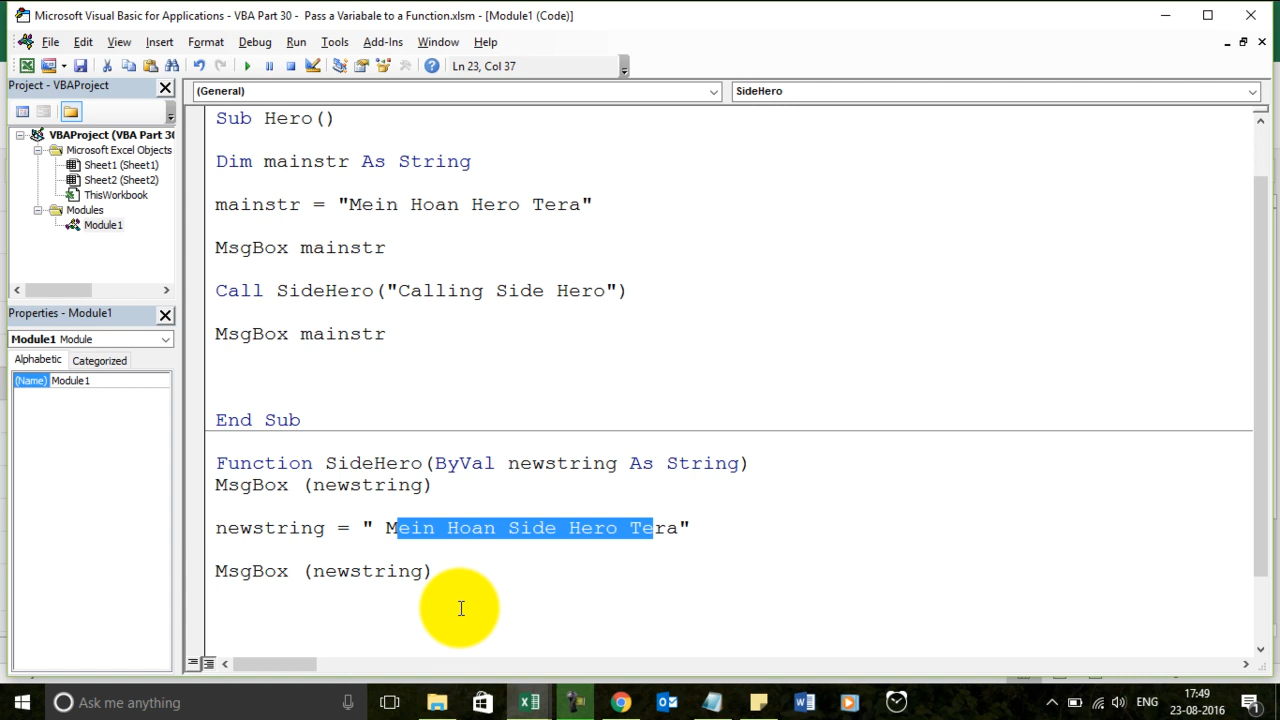 Microsoft Visual Basic for Applications - VBA Part 30 - Pass a Variabale to a Function.xlsm - [Module1 (Code)]
File Edit View Insert Format Debug Run Tools Add-Ins Window Help
Ln 23, Col 37
Project - VBAProject
(General) SideHero
VBAProject (VBA Part 30
Microsoft Excel Objects
Sheet1 (Sheet1)
Sheet2 (Sheet2)
ThisWorkbook
Modules
Module1
Properties - Module1
Module1 Module
Alphabetic Categorized
(Name) Module1
Sub Hero()
Dim mainstr As String
mainstr = "Mein Hoan Hero Tera"
MsgBox mainstr
Call SideHero("Calling Side Hero")
MsgBox mainstr
End Sub
Function SideHero(ByVal newstring As String)
MsgBox (newstring)
newstring = " Mein Hoan Side Hero Tera"
MsgBox (newstring)
Ask me anything
ENG
17:49
23-08-2016
1